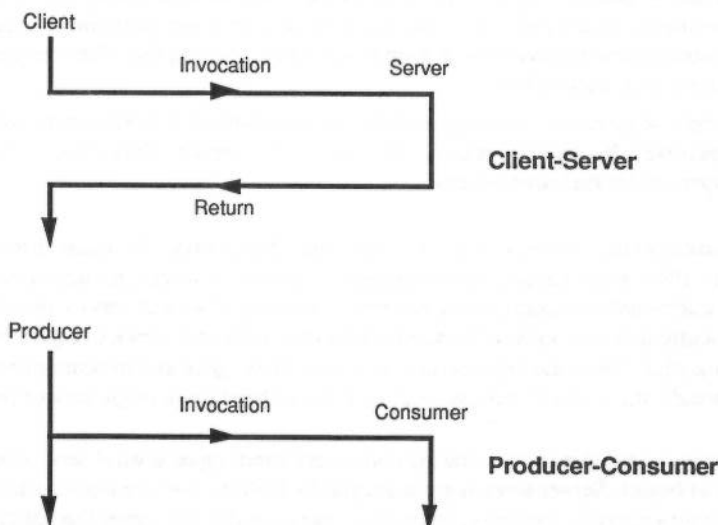 Client
Invocation
Server
Client-Server
Return
Producer
Invocation
Consumer
Producer-Consumer